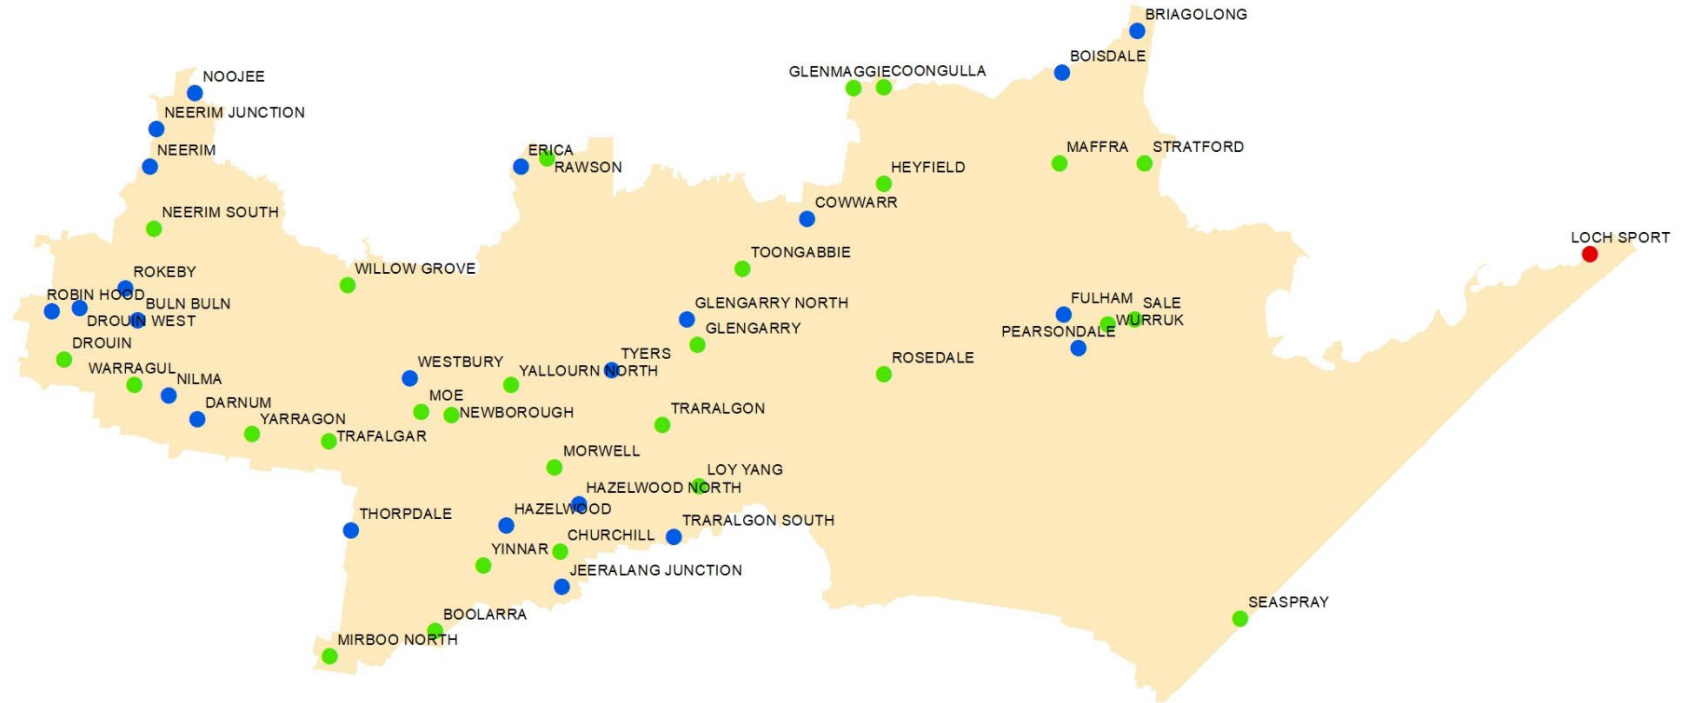 BRIAGOLONG
BOISDALE
GLENMAGGIE
COONGULLA
NOOJEE
NEERIM JUNCTION
NEERIM
ERICA
RAWSON
MAFFRA
STRATFORD
HEYFIELD
COWWARR
NEERIM SOUTH
LOCH SPORT
TOONGABBIE
WILLOW GROVE
ROKEBY
ROBIN HOOD
BULN BULN
DROUIN WEST
GLENGARRY NORTH
GLENGARRY
FULHAM
SALE
WURRUK
PEARSONDALE
DROUIN
WARRAGUL
NILMA
DARNUM
YARRAGON
TRAFALGAR
WESTBURY
MOE
NEWBOROUGH
YALLOURN NORTH
TYERS
ROSEDALE
TRARALGON
MORWELL
LOY YANG
HAZELWOOD NORTH
HAZELWOOD
THORPDALE
TRARALGON SOUTH
CHURCHILL
YINNAR
JEERALANG JUNCTION
BOOLARRA
MIRBOO NORTH
SEASPRAY